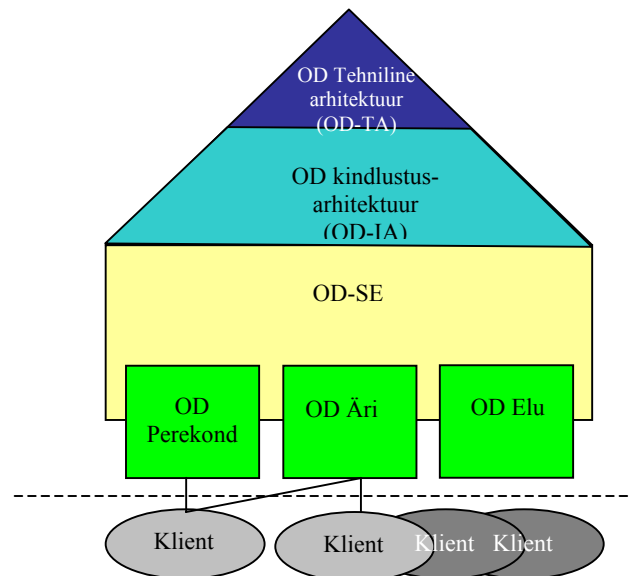 OD Tehniline
arhitektuur
(OD-TA)
OD kindlustus-
arhitektuur
(OD-IA)
OD-SE
OD
Perekond
OD Äri
OD Elu
Klient
Klient
Klient
Klient